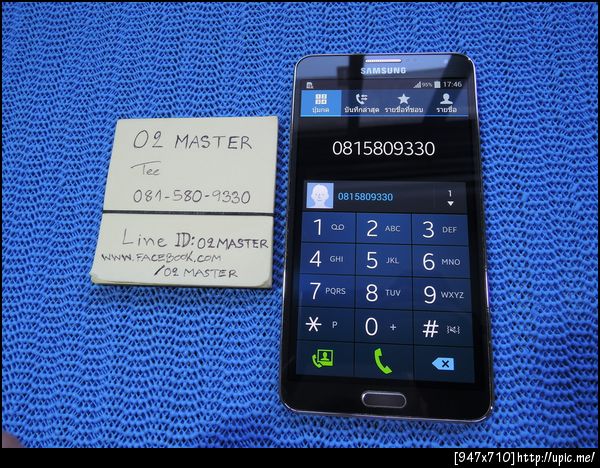 02 MASTER
Tee
081-580-9330
Line ID: 02MASTER
WWW.FACEBOOK.COM
/02 MASTER
SAMSUNG
95% 17:46
ปุ่มกด บันทึกล่าสุด รายชื่อที่ชอบ รายชื่อ
0815809330
0815809330 1
1 2 ABC 3 DEF
4 GHI 5 JKL 6 MNO
7 PQRS 8 TUV 9 WXYZ
* P 0 + #
[947x710]http://upic.me/